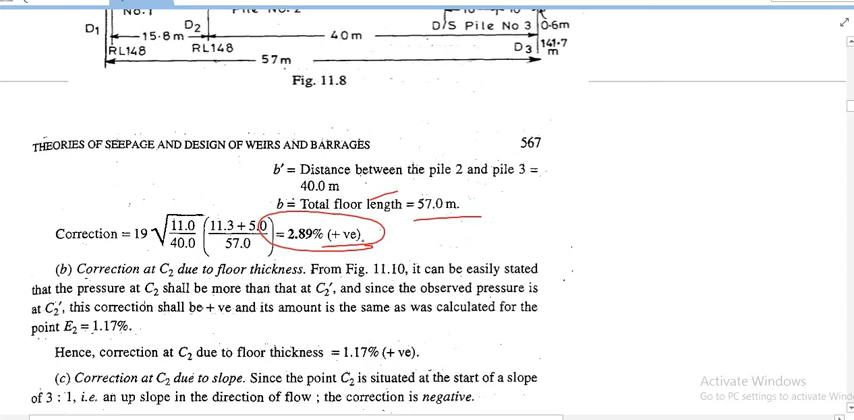 No. 1
Pile No. 2
D/S Pile No 3
0·6m
D1
D2
15·8m
40m
RL148
RL148
D3
141·7
m
57m
Fig. 11.8
THEORIES OF SEEPAGE AND DESIGN OF WEIRS AND BARRAGES 567
b′ = Distance between the pile 2 and pile 3 =
40.0 m
b = Total floor length = 57.0 m.
Correction = 19 √(11.0/40.0) ((11.3 + 5.0)/57.0) = 2.89% (+ ve).
(b) Correction at C2 due to floor thickness. From Fig. 11.10, it can be easily stated
that the pressure at C2 shall be more than that at C2′, and since the observed pressure is
at C2′, this correction shall be + ve and its amount is the same as was calculated for the
point E2 = 1.17%.
Hence, correction at C2 due to floor thickness = 1.17% (+ ve).
(c) Correction at C2 due to slope. Since the point C2 is situated at the start of a slope
of 3 : 1, i.e. an up slope in the direction of flow ; the correction is negative.
Activate Windows
Go to PC settings to activate Wind